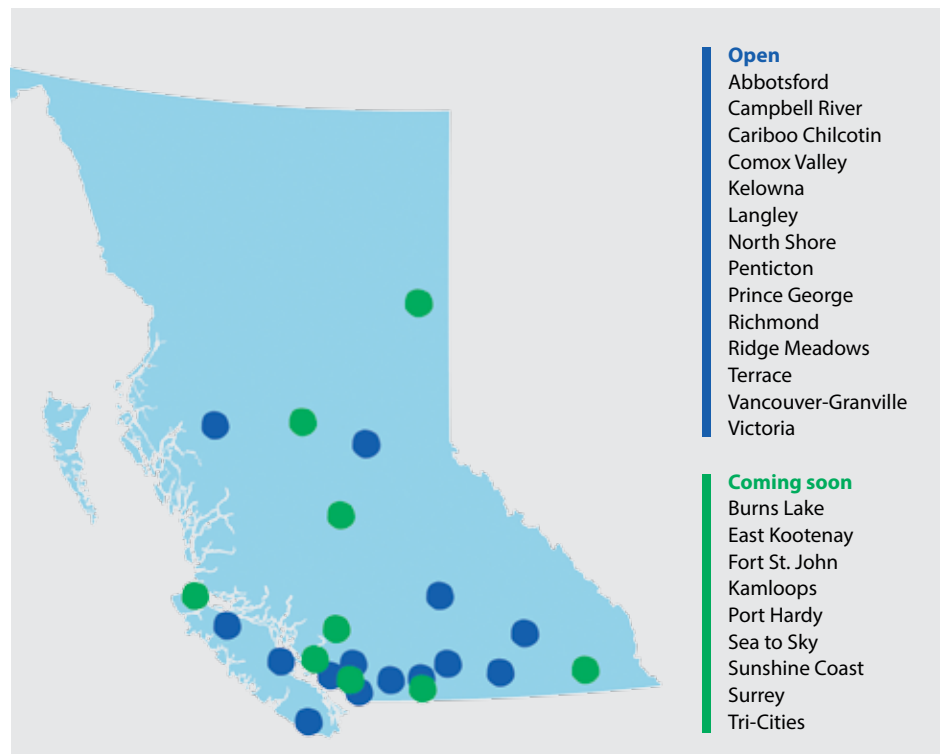 Open
Abbotsford
Campbell River
Cariboo Chilcotin
Comox Valley
Kelowna
Langley
North Shore
Penticton
Prince George
Richmond
Ridge Meadows
Terrace
Vancouver-Granville
Victoria
Coming soon
Burns Lake
East Kootenay
Fort St. John
Kamloops
Port Hardy
Sea to Sky
Sunshine Coast
Surrey
Tri-Cities